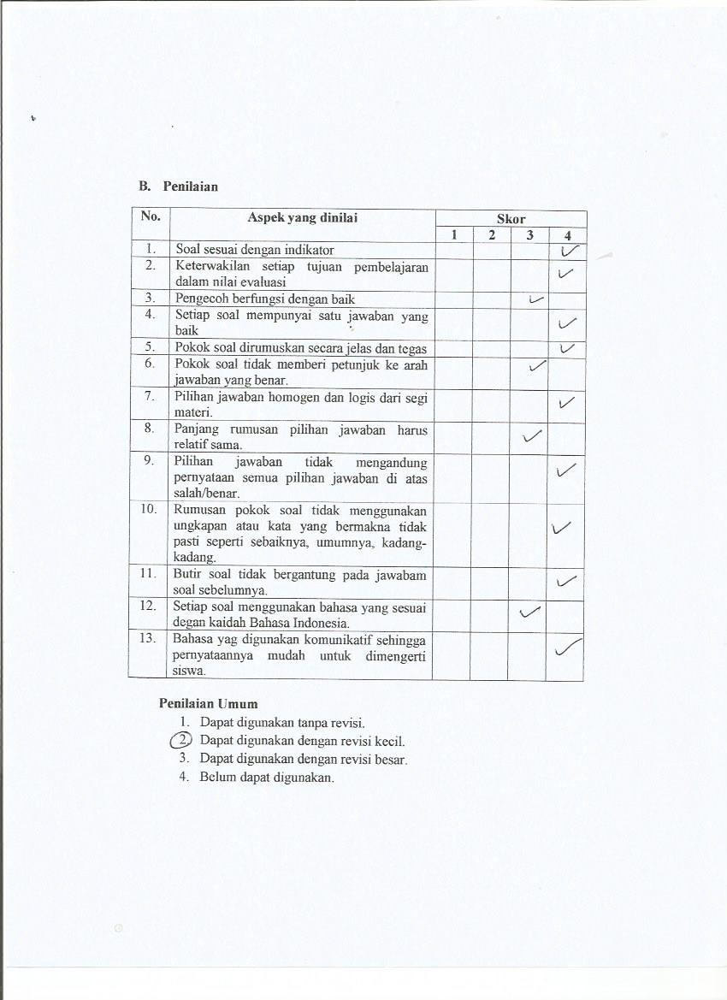 B. Penilaian
No. Aspek yang dinilai Skor
1 2 3 4
1. Soal sesuai dengan indikator ✓
2. Keterwakilan setiap tujuan pembelajaran ✓
dalam nilai evaluasi
3. Pengecoh berfungsi dengan baik ✓
4. Setiap soal mempunyai satu jawaban yang ✓
baik
5. Pokok soal dirumuskan secara jelas dan tegas ✓
6. Pokok soal tidak memberi petunjuk ke arah ✓
jawaban yang benar.
7. Pilihan jawaban homogen dan logis dari segi ✓
materi.
8. Panjang rumusan pilihan jawaban harus ✓
relatif sama.
9. Pilihan jawaban tidak mengandung ✓
pernyataan semua pilihan jawaban di atas
salah/benar.
10. Rumusan pokok soal tidak menggunakan ✓
ungkapan atau kata yang bermakna tidak
pasti seperti sebaiknya, umumnya, kadang-
kadang.
11. Butir soal tidak bergantung pada jawabam ✓
soal sebelumnya.
12. Setiap soal menggunakan bahasa yang sesuai ✓
degan kaidah Bahasa Indonesia.
13. Bahasa yag digunakan komunikatif sehingga ✓
pernyataannya mudah untuk dimengerti
siswa.
Penilaian Umum
1. Dapat digunakan tanpa revisi.
2. Dapat digunakan dengan revisi kecil.
3. Dapat digunakan dengan revisi besar.
4. Belum dapat digunakan.